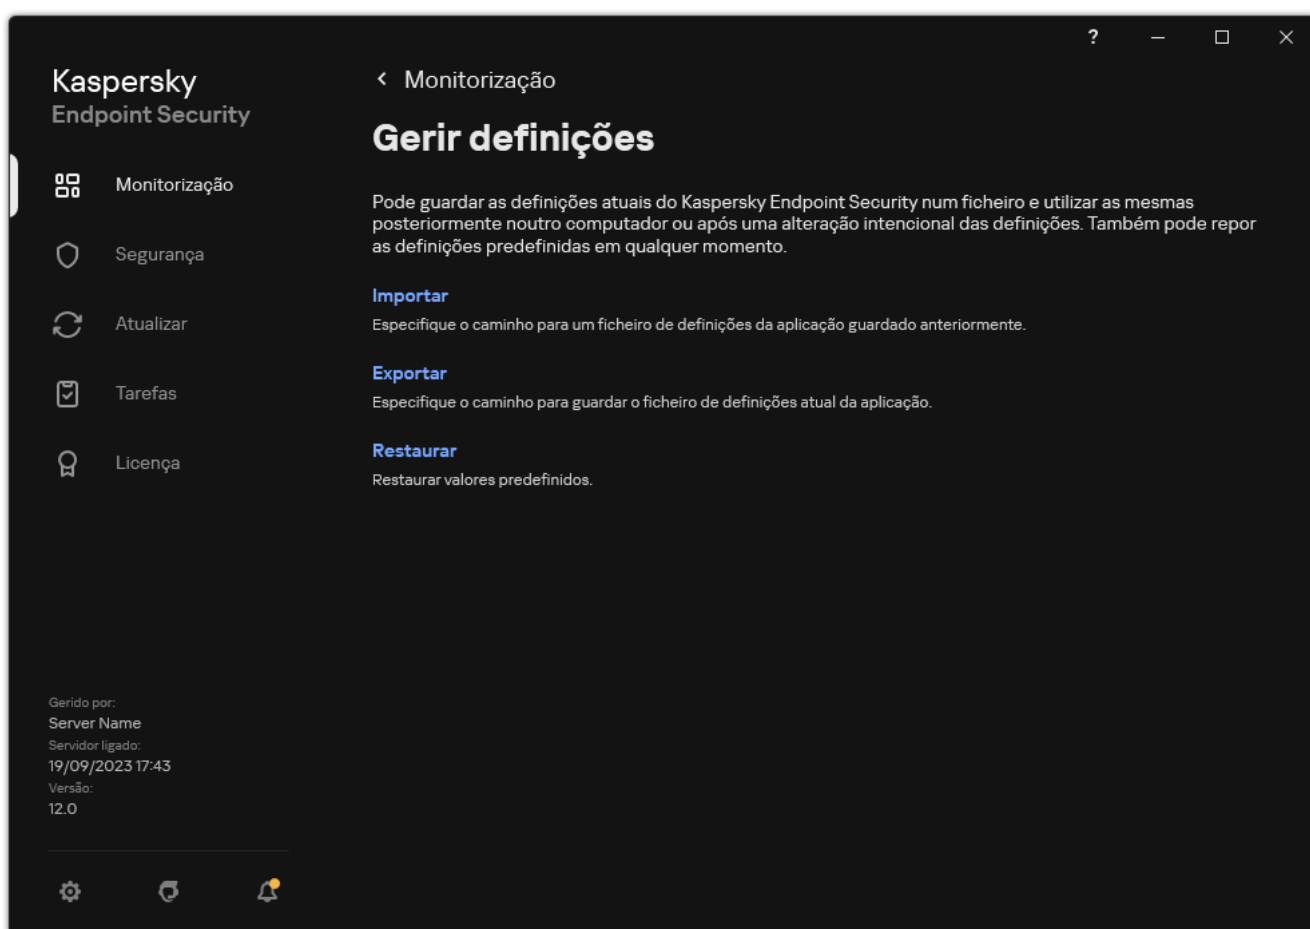 ?
Kaspersky
Endpoint Security
Monitorização
Segurança
Atualizar
Tarefas
Licença
Gerido por:
Server Name
Servidor ligado:
19/09/2023 17:43
Versão:
12.0
Monitorização
Gerir definições
Pode guardar as definições atuais do Kaspersky Endpoint Security num ficheiro e utilizar as mesmas
posteriormente noutro computador ou após uma alteração intencional das definições. Também pode repor
as definições predefinidas em qualquer momento.
Importar
Especifique o caminho para um ficheiro de definições da aplicação guardado anteriormente.
Exportar
Especifique o caminho para guardar o ficheiro de definições atual da aplicação.
Restaurar
Restaurar valores predefinidos.